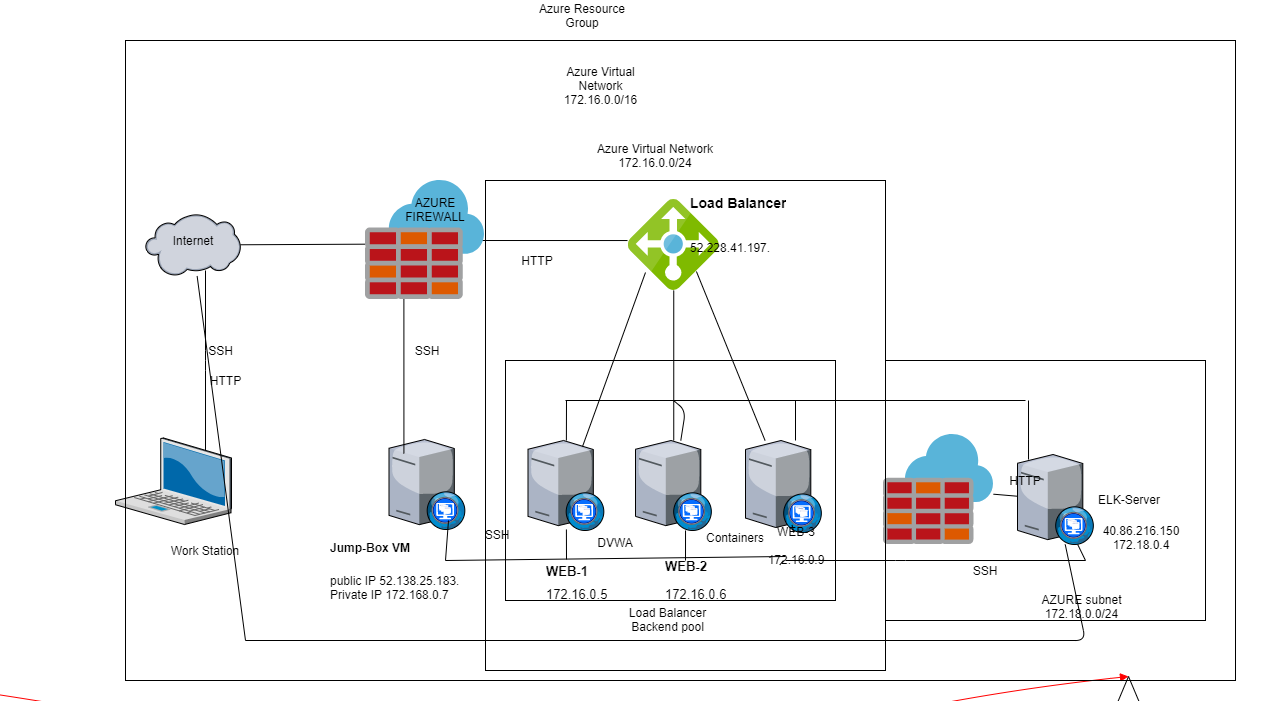 Azure Resource
Group
Azure Virtual
Network
172.16.0.0/16
Azure Virtual Network
172.16.0.0/24
AZURE
FIREWALL
Load Balancer
Internet
52.228.41.197.
HTTP
SSH
SSH
HTTP
HTTP
ELK-Server
40.86.216.150
172.18.0.4
SSH
DVWA
Containers
WEB-3
Work Station
Jump-Box VM
172.16.0.9
WEB-1
WEB-2
SSH
public IP 52.138.25.183.
Private IP 172.168.0.7
172.16.0.5
172.16.0.6
AZURE subnet
172.18.0.0/24
Load Balancer
Backend pool